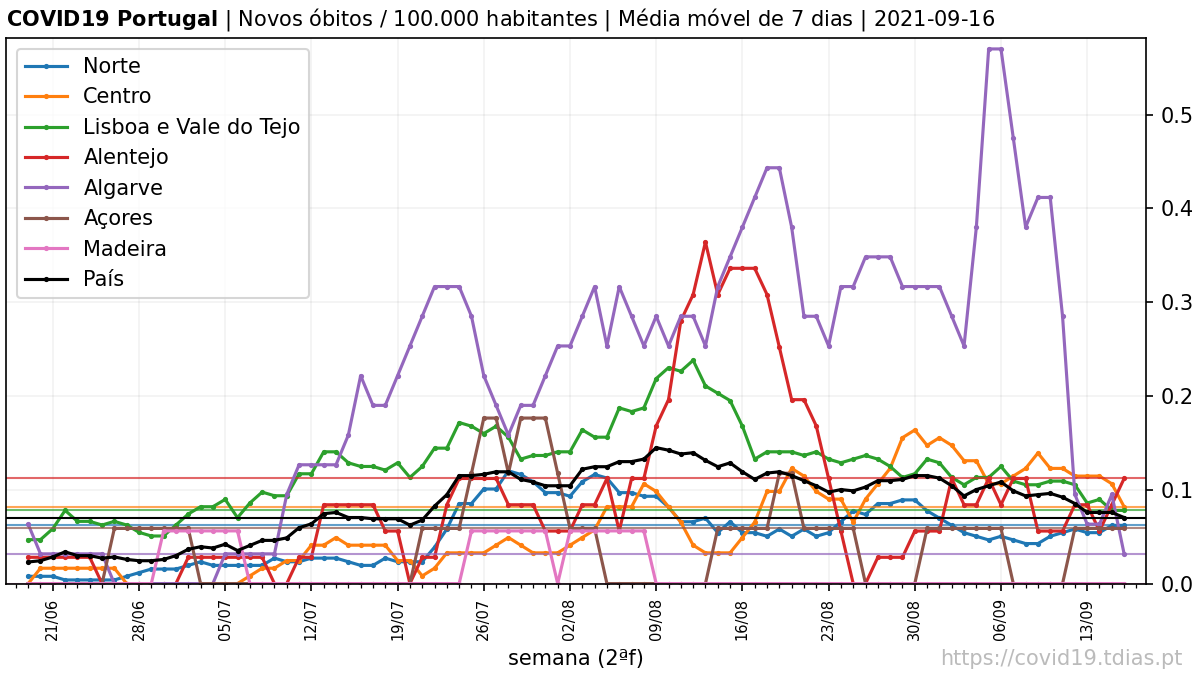 COVID19 Portugal | Novos óbitos / 100.000 habitantes | Média móvel de 7 dias | 2021-09-16
Norte
Centro
Lisboa e Vale do Tejo
Alentejo
Algarve
Açores
Madeira
País
0.5
0.4
0.3
0.2
0.1
0.0
21/06
28/06
05/07
12/07
19/07
26/07
02/08
09/08
16/08
23/08
30/08
06/09
13/09
semana (2ªf)
https://covid19.tdias.pt